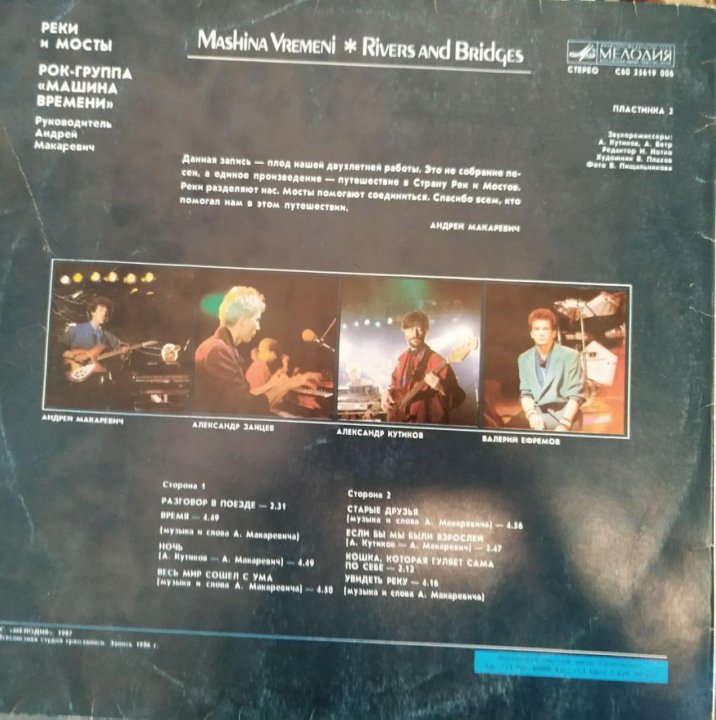 РЕКИ
и МОСТЫ
РОК-ГРУППА
«МАШИНА
ВРЕМЕНИ»
Руководитель
Андрей
Макаревич
MASHINA VREMENI * RIVERS AND BRIDGES
МЕЛОДИЯ
СТЕРЕО С60 25619 006
ПЛАСТИНКА 2
Звукорежиссеры:
А. Кутиков, А. Ветр
Редактор И. Йотко
Художник В. Плахов
Фото В. Пищальникова
Данная запись — плод нашей двухлетней работы. Это не собрание пе-
сен, а единое произведение — путешествие в Страну Рек и Мостов.
Реки разделяют нас. Мосты помогают соединиться. Спасибо всем, кто
помогал нам в этом путешествии.
АНДРЕЙ МАКАРЕВИЧ
АНДРЕЙ МАКАРЕВИЧ
АЛЕКСАНДР ЗАЙЦЕВ
АЛЕКСАНДР КУТИКОВ
ВАЛЕРИЙ ЕФРЕМОВ
Сторона 1
РАЗГОВОР В ПОЕЗДЕ — 2.31
ВРЕМЯ — 4.49
(музыка и слова А. Макаревича)
НОЧЬ
(А. Кутиков — А. Макаревич) — 4.49
ВЕСЬ МИР СОШЕЛ С УМА
(музыка и слова А. Макаревича) — 4.50
Сторона 2
СТАРЫЕ ДРУЗЬЯ
(музыка и слова А. Макаревича) — 4.56
ЕСЛИ БЫ МЫ БЫЛИ ВЗРОСЛЕЙ
(А. Кутиков — А. Макаревич) — 3.47
КОШКА, КОТОРАЯ ГУЛЯЕТ САМА
ПО СЕБЕ — 2.12
УВИДЕТЬ РЕКУ — 4.16
(музыка и слова А. Макаревича)
«МЕЛОДИЯ», 1987
студия грамзаписи. Запись 1986 г.